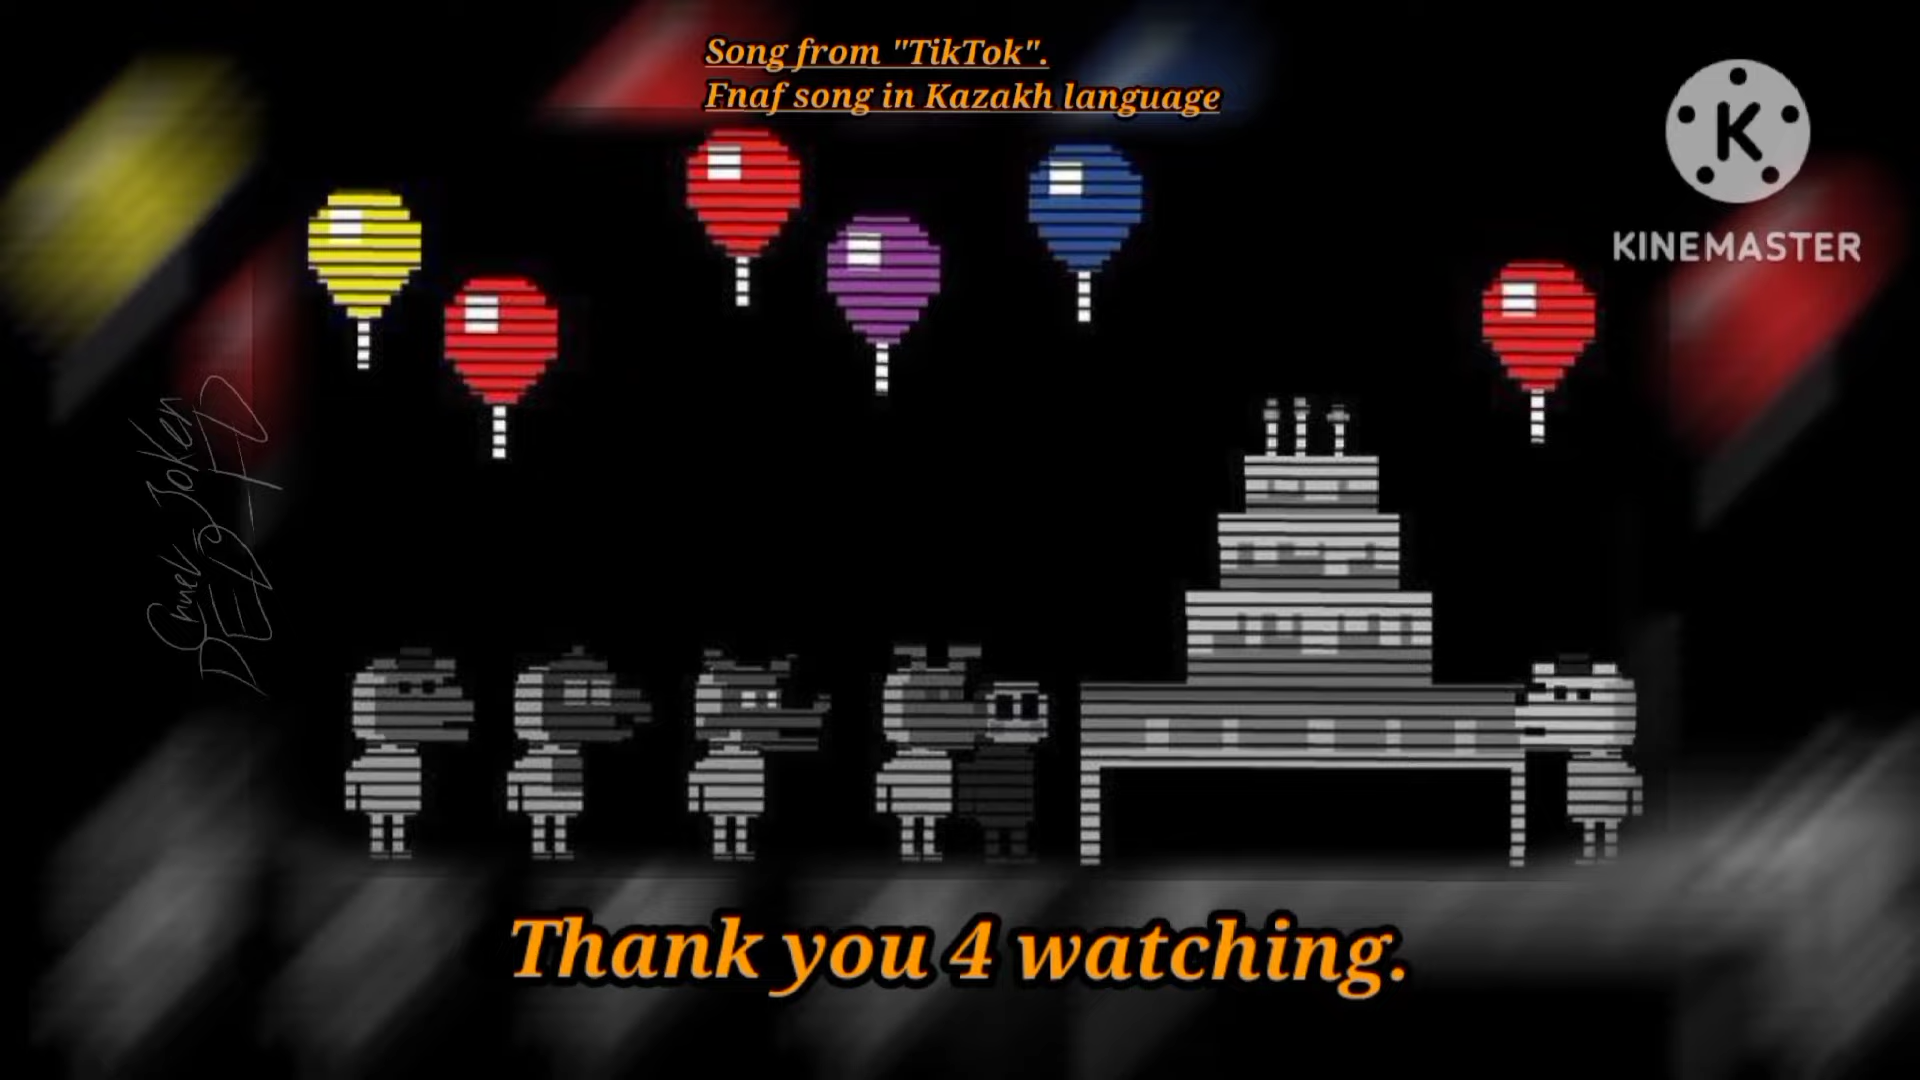 Song from "TikTok".
Fnaf song in Kazakh language
K
KINEMASTER
Thank you 4 watching.